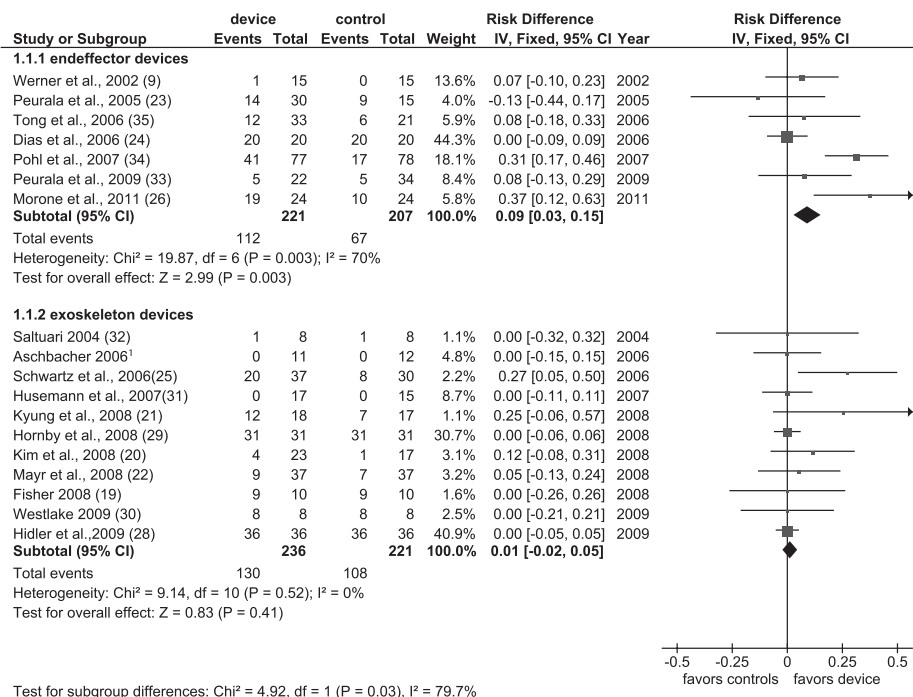 device control Risk Difference Risk Difference
Study or Subgroup Events Total Events Total Weight IV, Fixed, 95% CI Year IV, Fixed, 95% CI
1.1.1 endeffector devices
Werner et al., 2002 (9) 1 15 0 15 13.6% 0.07 [-0.10, 0.23] 2002
Peurala et al., 2005 (23) 14 30 9 15 4.0% -0.13 [-0.44, 0.17] 2005
Tong et al., 2006 (35) 12 33 6 21 5.9% 0.08 [-0.18, 0.33] 2006
Dias et al., 2006 (24) 20 20 20 20 44.3% 0.00 [-0.09, 0.09] 2006
Pohl et al., 2007 (34) 41 77 17 78 18.1% 0.31 [0.17, 0.46] 2007
Peurala et al., 2009 (33) 5 22 5 34 8.4% 0.08 [-0.13, 0.29] 2009
Morone et al., 2011 (26) 19 24 10 24 5.8% 0.37 [0.12, 0.63] 2011
Subtotal (95% CI) 221 207 100.0% 0.09 [0.03, 0.15]
Total events 112 67
Heterogeneity: Chi² = 19.87, df = 6 (P = 0.003); I² = 70%
Test for overall effect: Z = 2.99 (P = 0.003)
1.1.2 exoskeleton devices
Saltuari 2004 (32) 1 8 1 8 1.1% 0.00 [-0.32, 0.32] 2004
Aschbacher 2006¹ 0 11 0 12 4.8% 0.00 [-0.15, 0.15] 2006
Schwartz et al., 2006(25) 20 37 8 30 2.2% 0.27 [0.05, 0.50] 2006
Husemann et al., 2007(31) 0 17 0 15 8.7% 0.00 [-0.11, 0.11] 2007
Kyung et al., 2008 (21) 12 18 7 17 1.1% 0.25 [-0.06, 0.57] 2008
Hornby et al., 2008 (29) 31 31 31 31 30.7% 0.00 [-0.06, 0.06] 2008
Kim et al., 2008 (20) 4 23 1 17 3.1% 0.12 [-0.08, 0.31] 2008
Mayr et al., 2008 (22) 9 37 7 37 3.2% 0.05 [-0.13, 0.24] 2008
Fisher 2008 (19) 9 10 9 10 1.6% 0.00 [-0.26, 0.26] 2008
Westlake 2009 (30) 8 8 8 8 2.5% 0.00 [-0.21, 0.21] 2009
Hidler et al.,2009 (28) 36 36 36 36 40.9% 0.00 [-0.05, 0.05] 2009
Subtotal (95% CI) 236 221 100.0% 0.01 [-0.02, 0.05]
Total events 130 108
Heterogeneity: Chi² = 9.14, df = 10 (P = 0.52); I² = 0%
Test for overall effect: Z = 0.83 (P = 0.41)
-0.5 -0.25 0 0.25 0.5
favors controls favors device
Test for subgroup differences: Chi² = 4.92, df = 1 (P = 0.03), I² = 79.7%